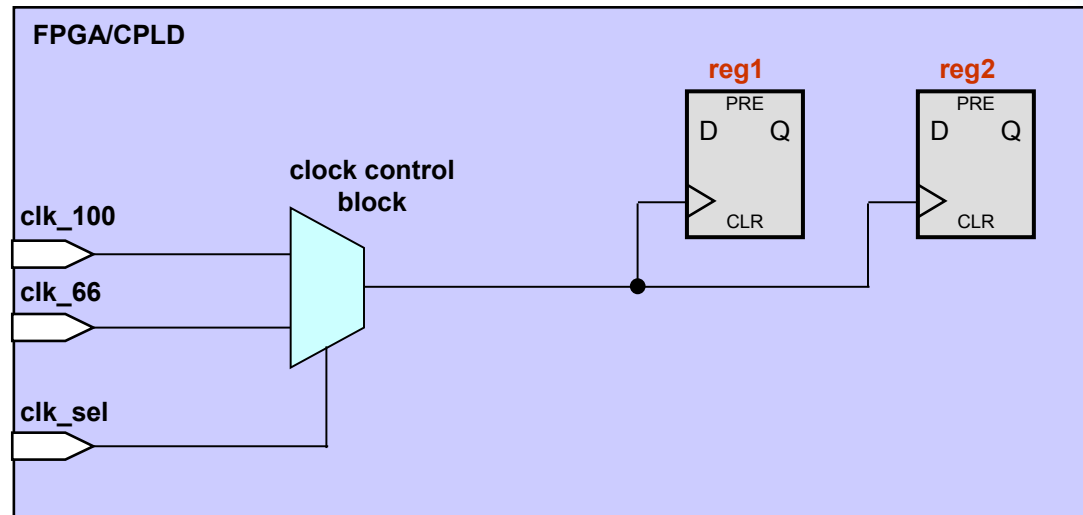 FPGA/CPLD
reg1
reg2
PRE
PRE
D Q
D Q
clock control
block
clk_100
CLR
CLR
clk_66
clk_sel